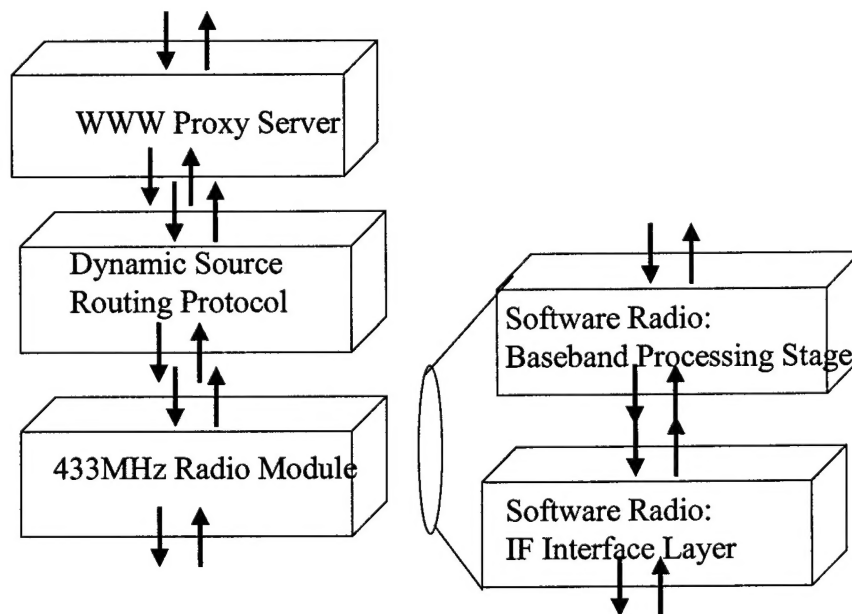 WWW Proxy Server
Dynamic Source
Routing Protocol
433MHz Radio Module
Software Radio:
Baseband Processing Stage
Software Radio:
IF Interface Layer